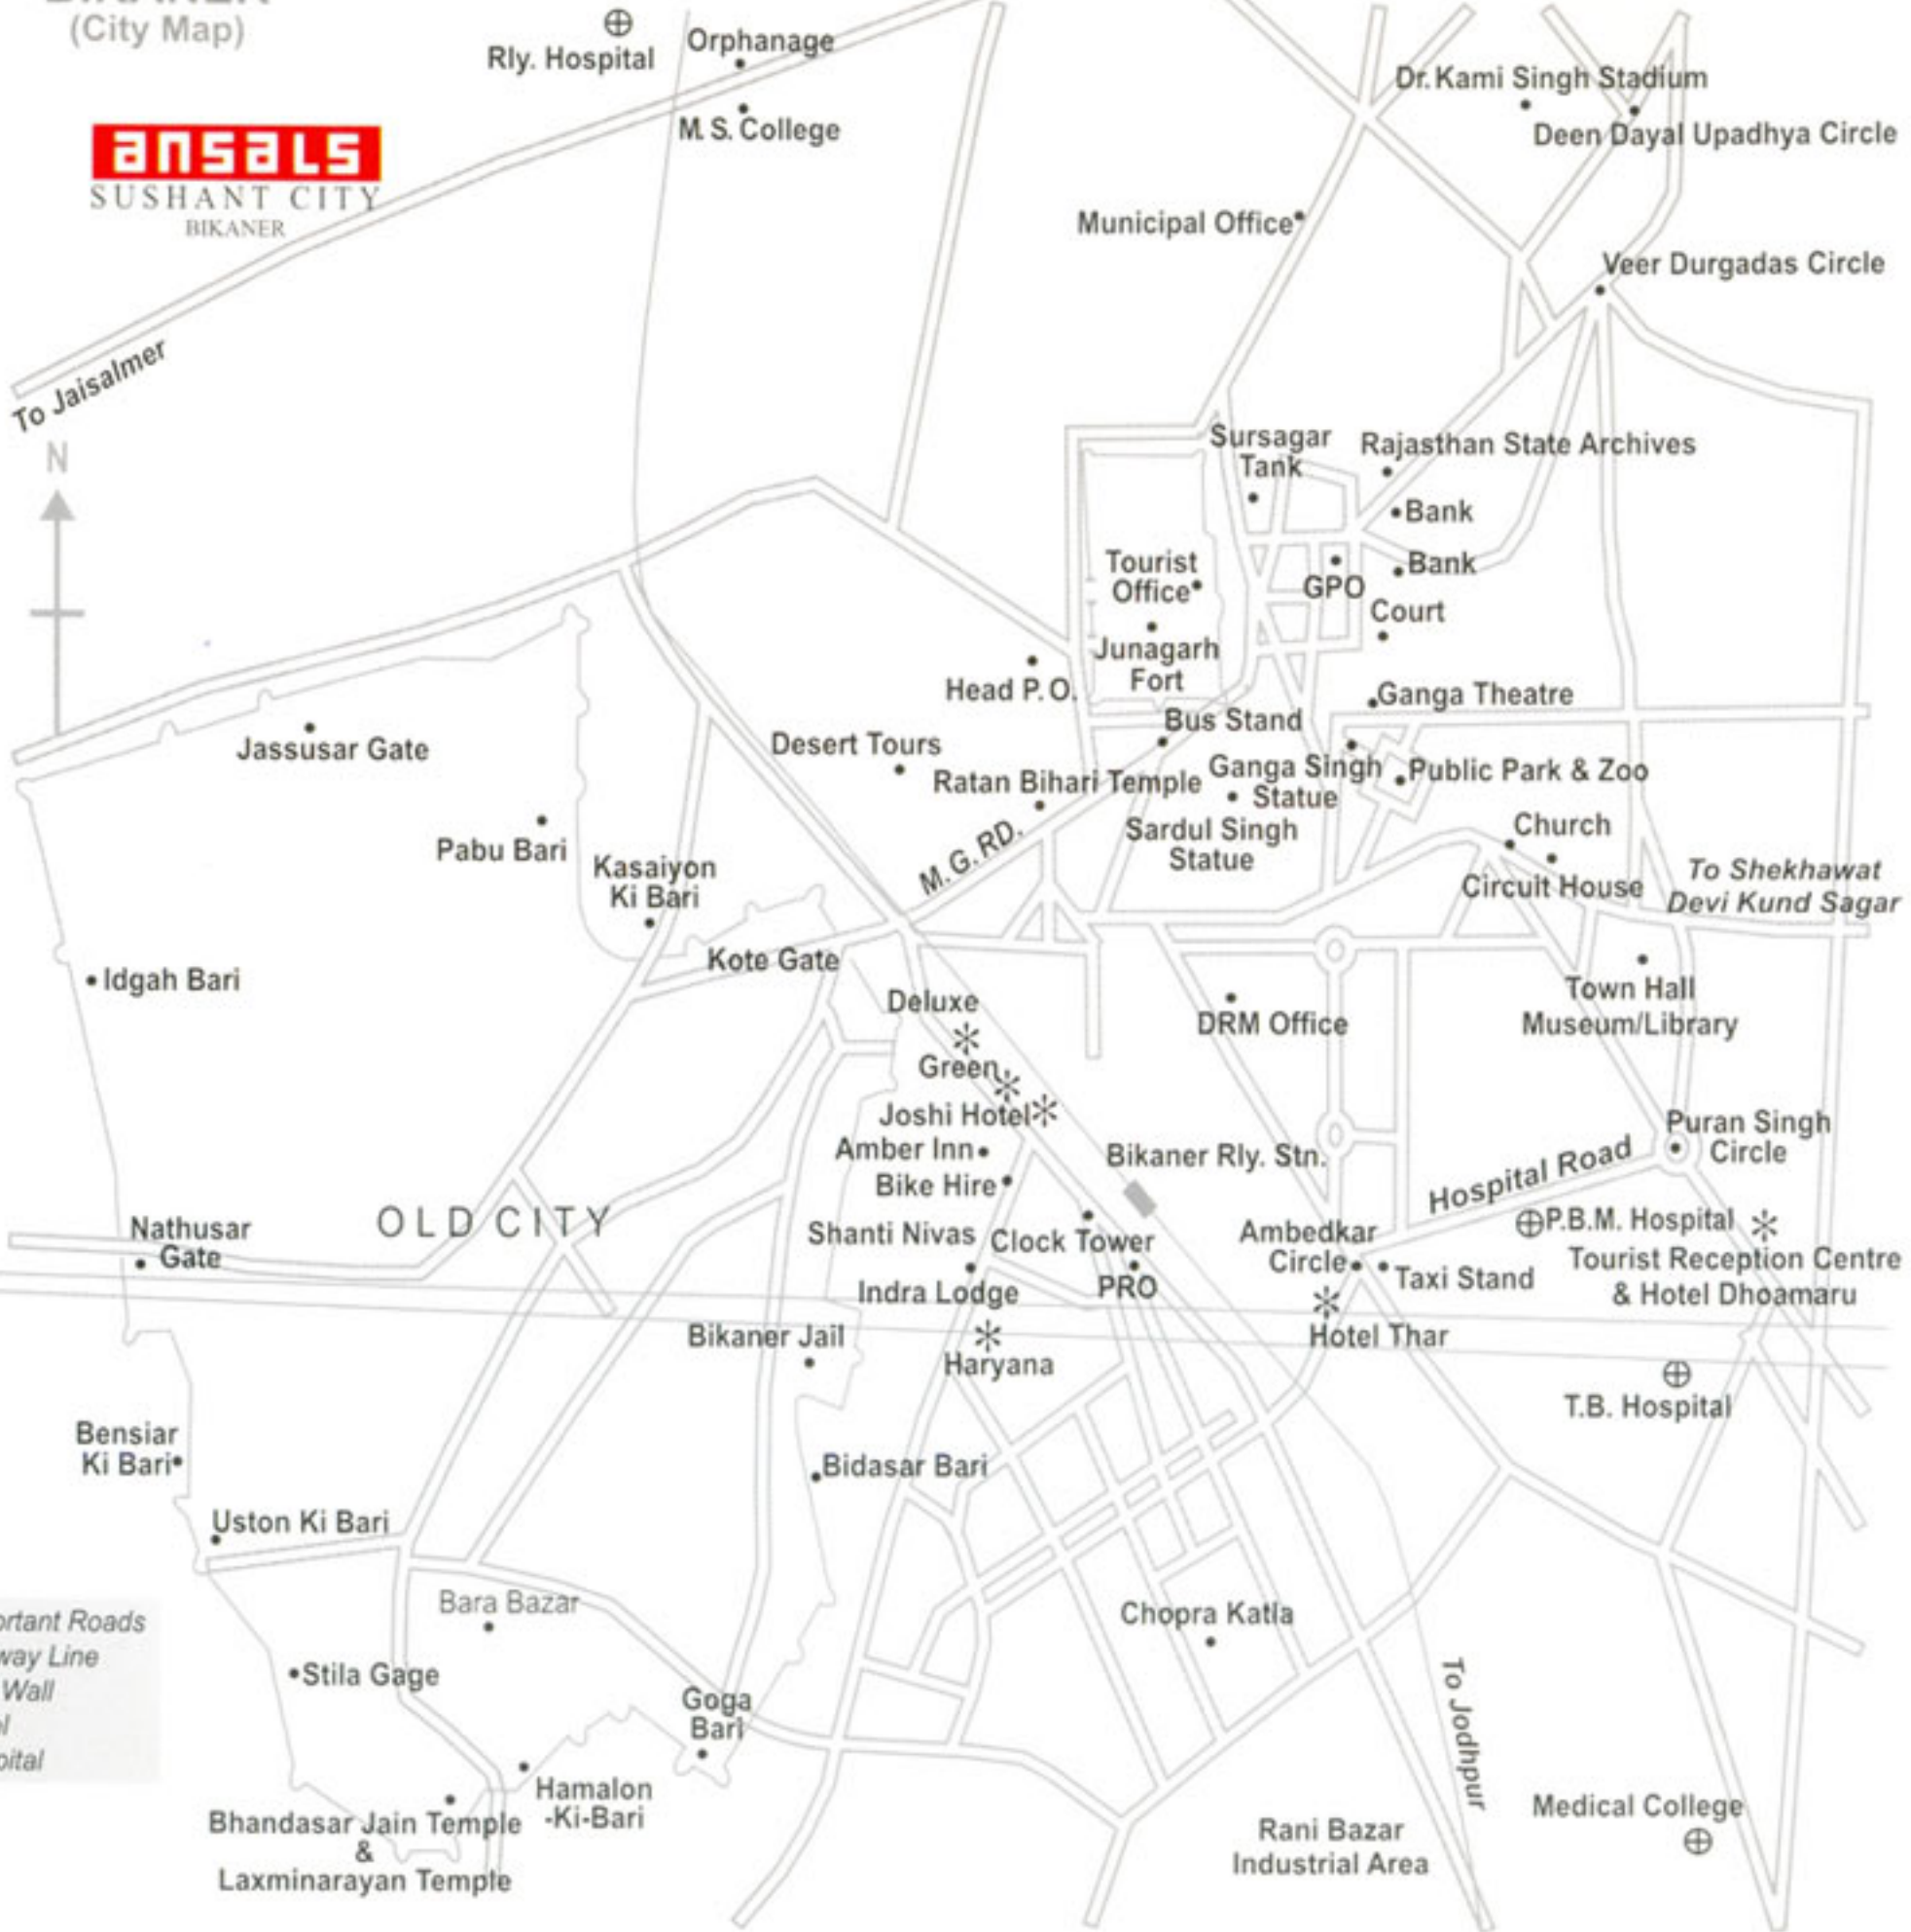 BIKANER
(City Map)
ansals
SUSHANT CITY
BIKANER
Rly. Hospital
Orphanage
M. S. College
Dr. Kami Singh Stadium
Deen Dayal Upadhya Circle
Municipal Office
Veer Durgadas Circle
To Jaisalmer
N
Sursagar
Tank
Rajasthan State Archives
Bank
Bank
Tourist
Office
GPO
Court
Junagarh
Fort
Head P. O.
Ganga Theatre
Bus Stand
Jassusar Gate
Desert Tours
Ratan Bihari Temple
Ganga Singh
Statue
Public Park & Zoo
Sardul Singh
Statue
M. G. RD.
Church
Circuit House
Pabu Bari
Kasaiyon
Ki Bari
To Shekhawat
Devi Kund Sagar
Kote Gate
Idgah Bari
Deluxe
DRM Office
Town Hall
Museum/Library
Green
Joshi Hotel
Amber Inn
Bike Hire
Bikaner Rly. Stn.
Puran Singh
Circle
Hospital Road
OLD CITY
Nathusar
Gate
Shanti Nivas
Clock Tower
Ambedkar
Circle
P.B.M. Hospital
Tourist Reception Centre
& Hotel Dhoamaru
Taxi Stand
PRO
Indra Lodge
Hotel Thar
Bikaner Jail
Haryana
T.B. Hospital
Bensiar
Ki Bari
Bidasar Bari
Uston Ki Bari
Bara Bazar
Chopra Katla
ortant Roads
way Line
Wall
el
pital
Stila Gage
Goga
Bari
To Jodhpur
Hamalon
-Ki-Bari
Bhandasar Jain Temple
&
Laxminarayan Temple
Rani Bazar
Industrial Area
Medical College